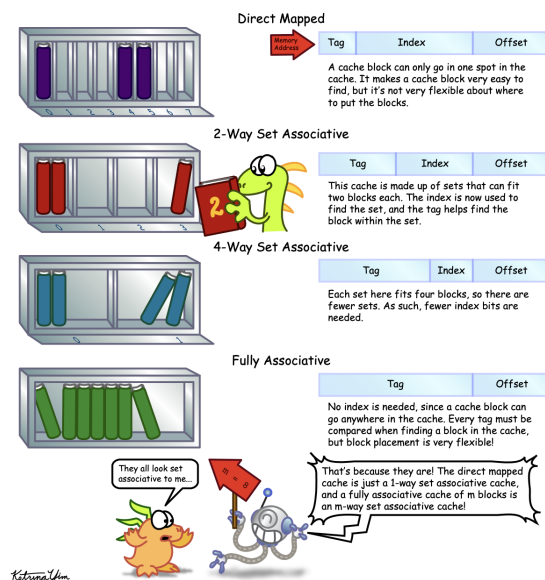 Direct Mapped
Memory
Address
Tag Index Offset
A cache block can only go in one spot in the
cache. It makes a cache block very easy to
find, but it's not very flexible about where
to put the blocks.
0 1 2 3 4 5 6 7
2-Way Set Associative
Tag Index Offset
2
This cache is made up of sets that can fit
two blocks each. The index is now used to
find the set, and the tag helps find the
block within the set.
0 1 2 3
4-Way Set Associative
Tag Index Offset
Each set here fits four blocks, so there are
fewer sets. As such, fewer index bits are
needed.
0 1
Fully Associative
Tag Offset
No index is needed, since a cache block can
go anywhere in the cache. Every tag must be
compared when finding a block in the cache,
but block placement is very flexible!
They all look set
associative to me...
m = 8
That's because they are! The direct mapped
cache is just a 1-way set associative cache,
and a fully associative cache of m blocks is
an m-way set associative cache!